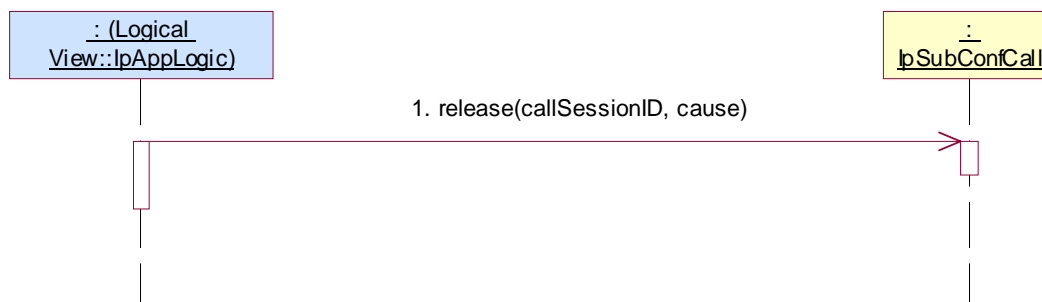 : (Logical
View::IpAppLogic)
:
IpSubConfCall
1. release(callSessionID, cause)